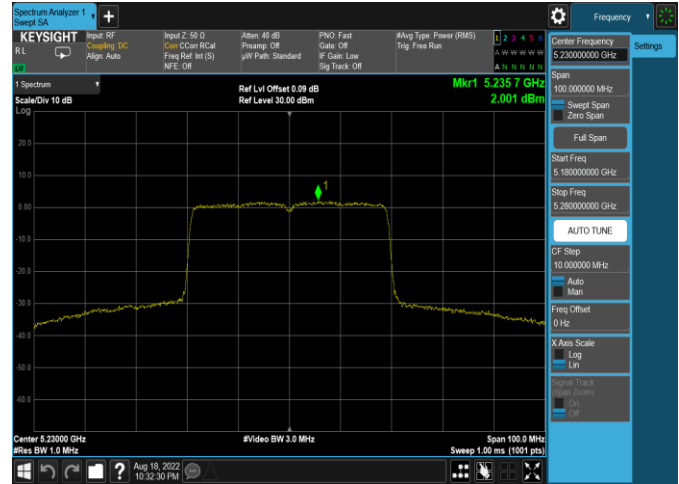 Spectrum Analyzer 1
Swept SA
Frequency
KEYSIGHT
R L
LXI
Input: RF
Coupling: DC
Align: Auto
Input Z: 50 Ω
Corr CCorr RCal
Freq Ref: Int (S)
NFE: Off
Atten: 40 dB
Preamp: Off
µW Path: Standard
PNO: Fast
Gate: Off
IF Gain: Low
Sig Track: Off
#Avg Type: Power (RMS)
Trig: Free Run
1 2 3 4 5 6
A W W W W W
A N N N N N
1 Spectrum
Scale/Div 10 dB
Log
Ref Lvl Offset 0.09 dB
Ref Level 30.00 dBm
Mkr1 5.235 7 GHz
2.001 dBm
20.0
10.0
0.00
-10.0
-20.0
-30.0
-40.0
-50.0
-60.0
1
Center 5.23000 GHz
#Res BW 1.0 MHz
#Video BW 3.0 MHz
Span 100.0 MHz
Sweep 1.00 ms (1001 pts)
Aug 18, 2022
10:32:30 PM
Center Frequency
5.230000000 GHz
Settings
Span
100.000000 MHz
Swept Span
Zero Span
Full Span
Start Freq
5.180000000 GHz
Stop Freq
5.280000000 GHz
AUTO TUNE
CF Step
10.000000 MHz
Auto
Man
Freq Offset
0 Hz
X Axis Scale
Log
Lin
Signal Track
(Span Zoom)
On
Off